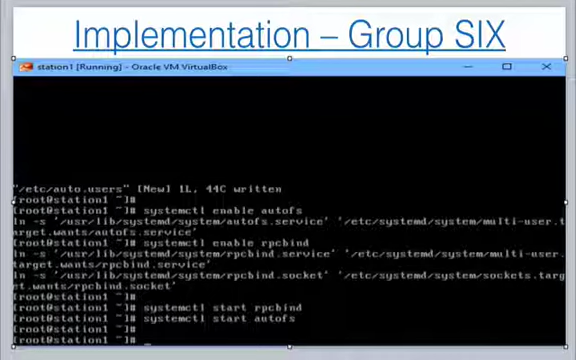 Implementation – Group SIX
station1 [Running] - Oracle VM VirtualBox
"/etc/auto.users" [New] 1L, 44C written
[root@station1 ~]#
[root@station1 ~]# systemctl enable autofs
ln -s '/usr/lib/systemd/system/autofs.service' '/etc/systemd/system/multi-user.t
arget.wants/autofs.service'
[root@station1 ~]# systemctl enable rpcbind
ln -s '/usr/lib/systemd/system/rpcbind.service' '/etc/systemd/system/multi-user.
target.wants/rpcbind.service'
ln -s '/usr/lib/systemd/system/rpcbind.socket' '/etc/systemd/system/sockets.targ
et.wants/rpcbind.socket'
[root@station1 ~]#
[root@station1 ~]# systemctl start rpcbind
[root@station1 ~]# systemctl start autofs
[root@station1 ~]#
[root@station1 ~]# _